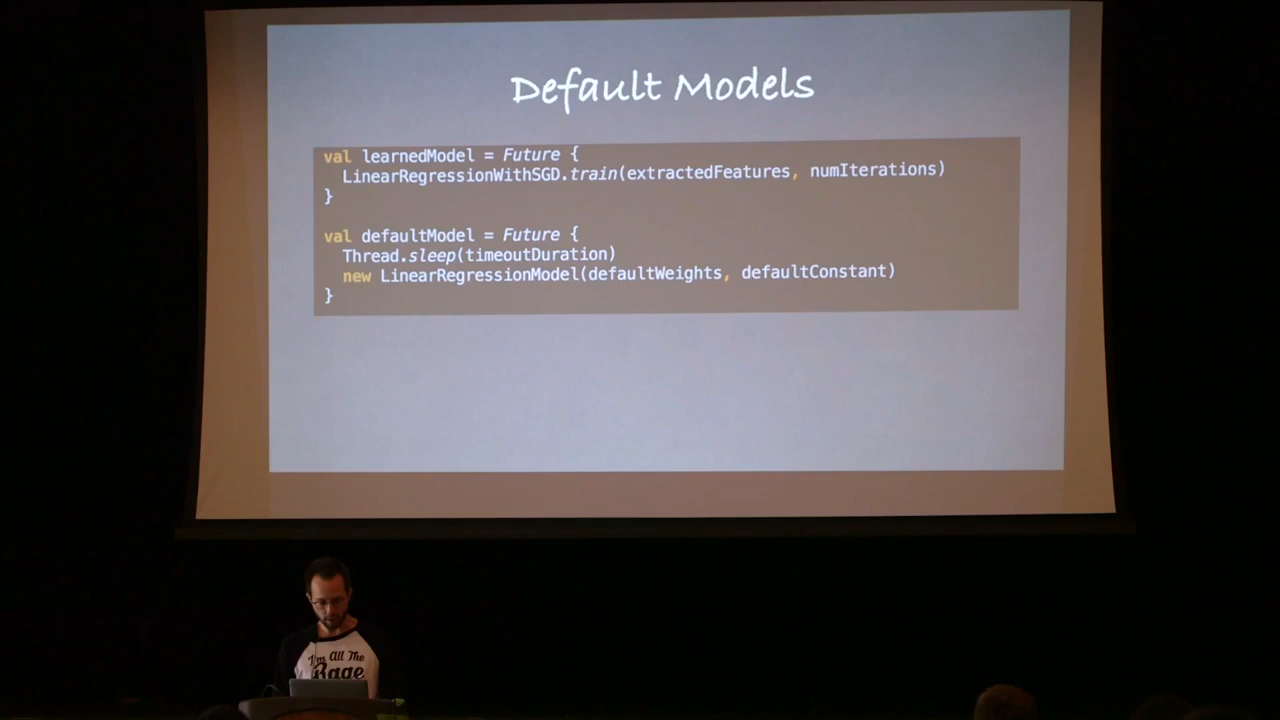 Default Models
val learnedModel = Future {
LinearRegressionWithSGD.train(extractedFeatures, numIterations)
}
val defaultModel = Future {
Thread.sleep(timeoutDuration)
new LinearRegressionModel(defaultWeights, defaultConstant)
}
I'm All The
Rage